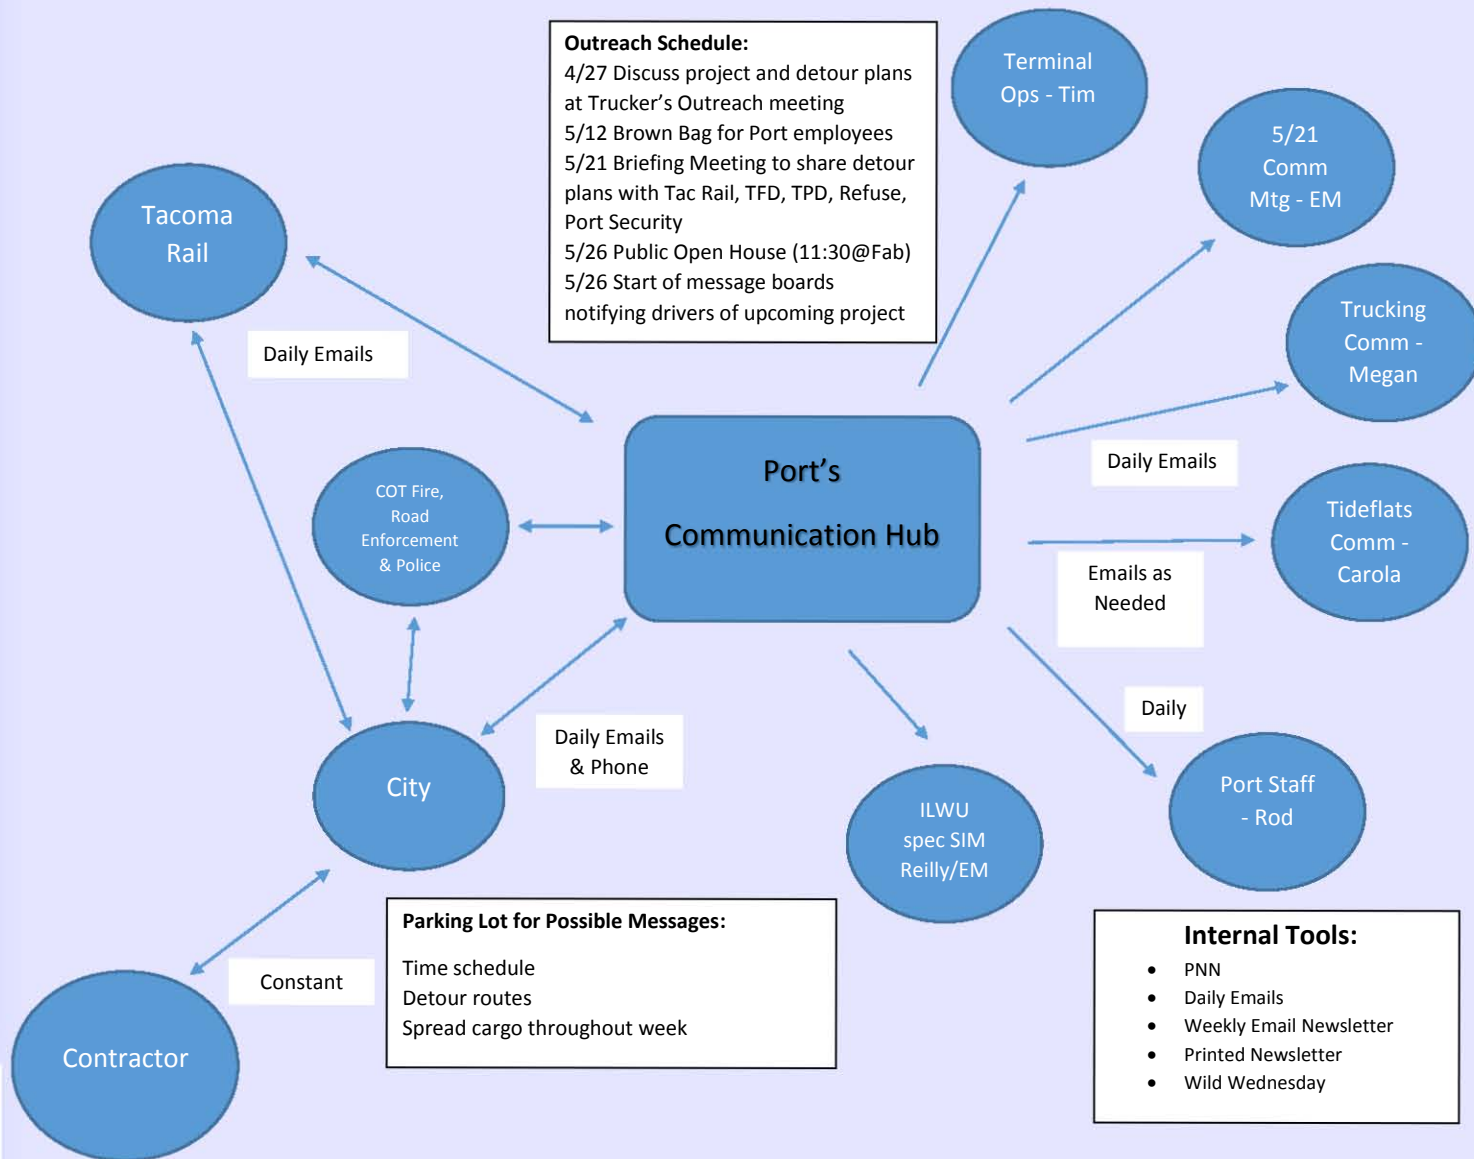 Outreach Schedule:
4/27 Discuss project and detour plans
at Trucker's Outreach meeting
5/12 Brown Bag for Port employees
5/21 Briefing Meeting to share detour
plans with Tac Rail, TFD, TPD, Refuse,
Port Security
5/26 Public Open House (11:30@Fab)
5/26 Start of message boards
notifying drivers of upcoming project
Terminal
Ops - Tim
5/21
Comm
Mtg - EM
Tacoma
Rail
Daily Emails
Trucking
Comm -
Megan
Daily Emails
COT Fire,
Road
Enforcement
& Police
Port’s
Communication Hub
Tideflats
Comm -
Carola
Emails as
Needed
Daily
Daily Emails
& Phone
City
ILWU
spec SIM
Reilly/EM
Port Staff
- Rod
Constant
Contractor
Parking Lot for Possible Messages:
Time schedule
Detour routes
Spread cargo throughout week
Internal Tools:
• PNN
• Daily Emails
• Weekly Email Newsletter
• Printed Newsletter
• Wild Wednesday